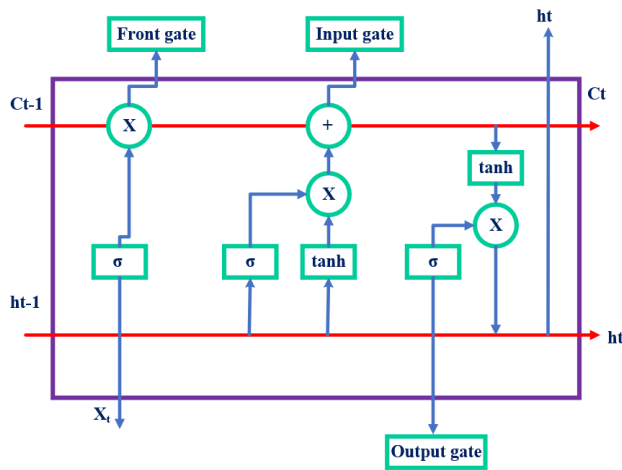 ht
Front gate
Input gate
Ct-1
Ct
X
+
tanh
X
X
σ
σ
tanh
σ
ht-1
ht
Xt
Output gate